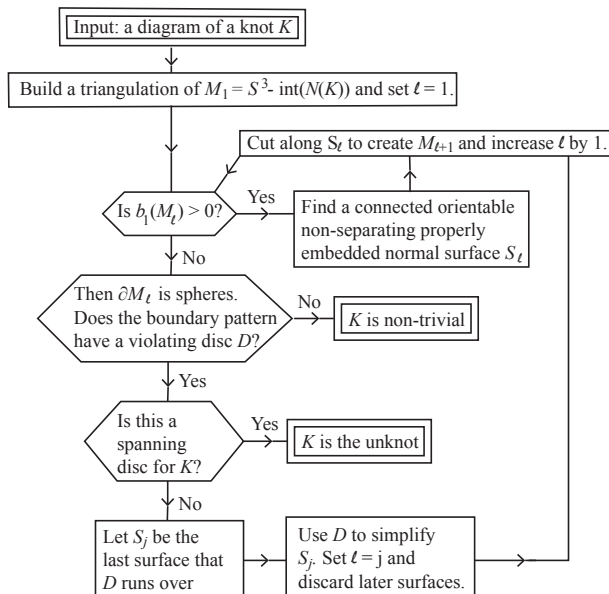 Input: a diagram of a knot K
Build a triangulation of M₁ = S³- int(N(K)) and set ℓ = 1.
Cut along Sℓ to create Mℓ+1 and increase ℓ by 1.
Is b₁(Mℓ) > 0?
Yes
Find a connected orientable
non-separating properly
embedded normal surface Sℓ
No
Then ∂Mℓ is spheres.
Does the boundary pattern
have a violating disc D?
No
K is non-trivial
Yes
Is this a
spanning
disc for K?
Yes
K is the unknot
No
Let Sⱼ be the
last surface that
D runs over
Use D to simplify
Sⱼ. Set ℓ = j and
discard later surfaces.